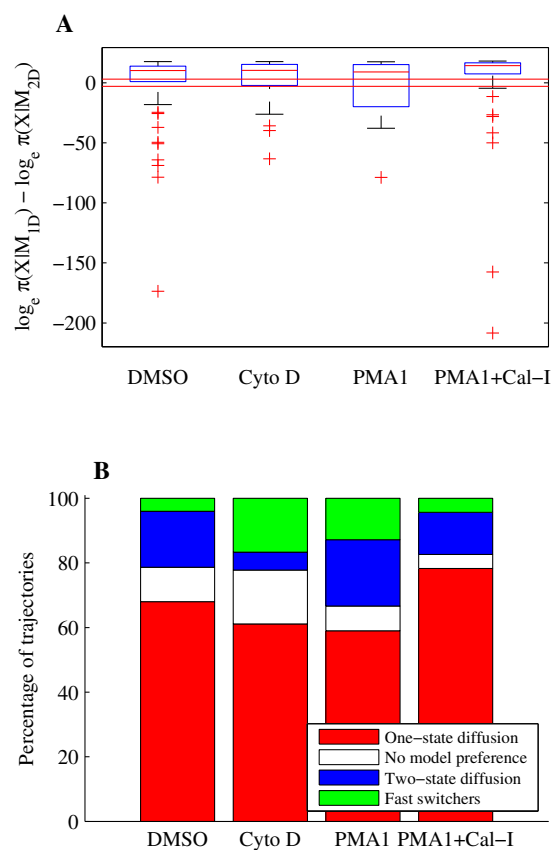 A
log_e π(X|M_1D) − log_e π(X|M_2D)
0
−50
−100
−150
−200
DMSO Cyto D PMA1 PMA1+Cal−I
B
Percentage of trajectories
100
80
60
40
20
0
One−state diffusion
No model preference
Two−state diffusion
Fast switchers
DMSO Cyto D PMA1 PMA1+Cal−I